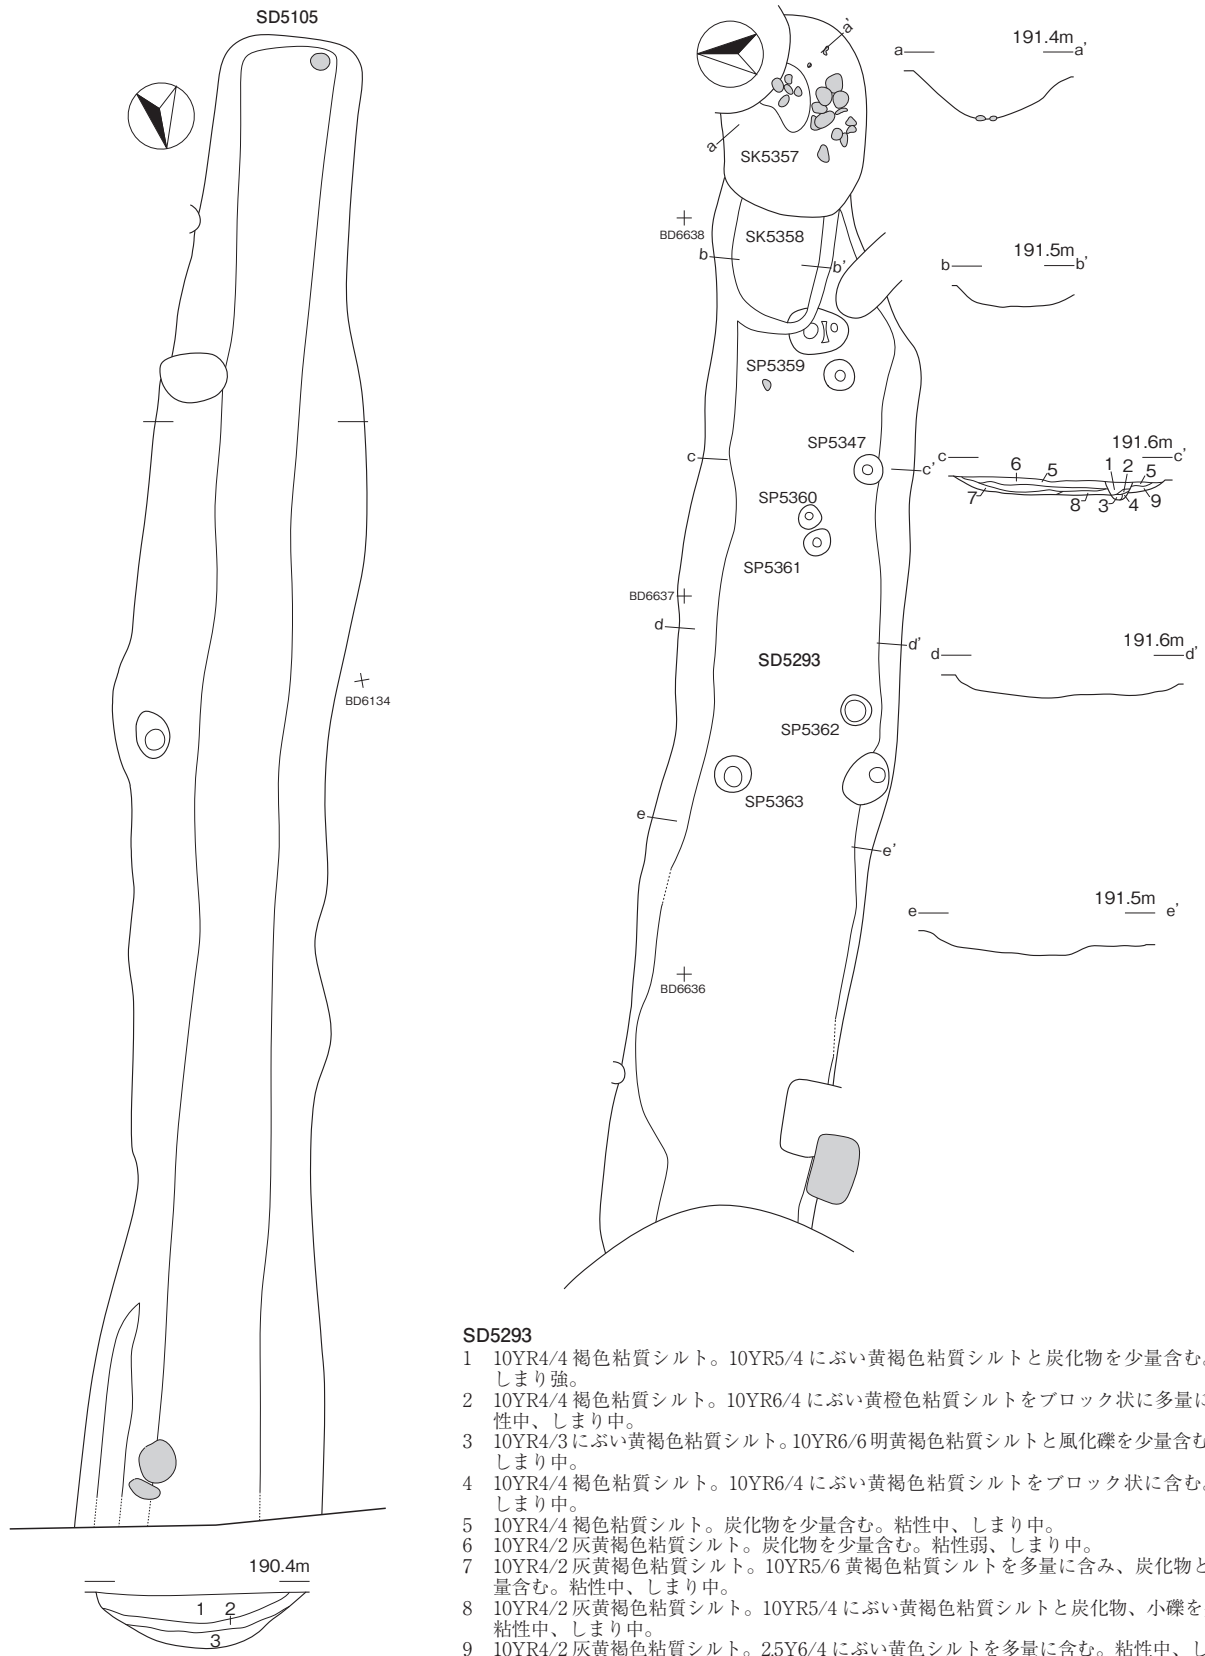 SD5105
BD6134
190.4m
1 2
3
a'
a
SK5357
BD6638
SK5358
b
b'
SP5359
SP5347
c
c'
SP5360
SP5361
BD6637
d
SD5293
d'
SP5362
SP5363
e
e'
BD6636
191.4m
a a'
191.5m
b b'
191.6m
c c'
6 5 1 2 5
7 8 3 4 9
191.6m
d d'
191.5m
e e'
SD5293
1 10YR4/4 褐色粘質シルト。10YR5/4 にぶい黄褐色粘質シルトと炭化物を少量含む。
しまり強。
2 10YR4/4 褐色粘質シルト。10YR6/4 にぶい黄橙色粘質シルトをブロック状に多量に
性中、しまり中。
3 10YR4/3にぶい黄褐色粘質シルト。10YR6/6明黄褐色粘質シルトと風化礫を少量含む
しまり中。
4 10YR4/4 褐色粘質シルト。10YR6/4 にぶい黄褐色粘質シルトをブロック状に含む。
しまり中。
5 10YR4/4 褐色粘質シルト。炭化物を少量含む。粘性中、しまり中。
6 10YR4/2 灰黄褐色粘質シルト。炭化物を少量含む。粘性弱、しまり中。
7 10YR4/2 灰黄褐色粘質シルト。10YR5/6 黄褐色粘質シルトを多量に含み、炭化物と
量含む。粘性中、しまり中。
8 10YR4/2 灰黄褐色粘質シルト。10YR5/4 にぶい黄褐色粘質シルトと炭化物、小礫を
粘性中、しまり中。
9 10YR4/2 灰黄褐色粘質シルト。2.5Y6/4 にぶい黄色シルトを多量に含む。粘性中、し